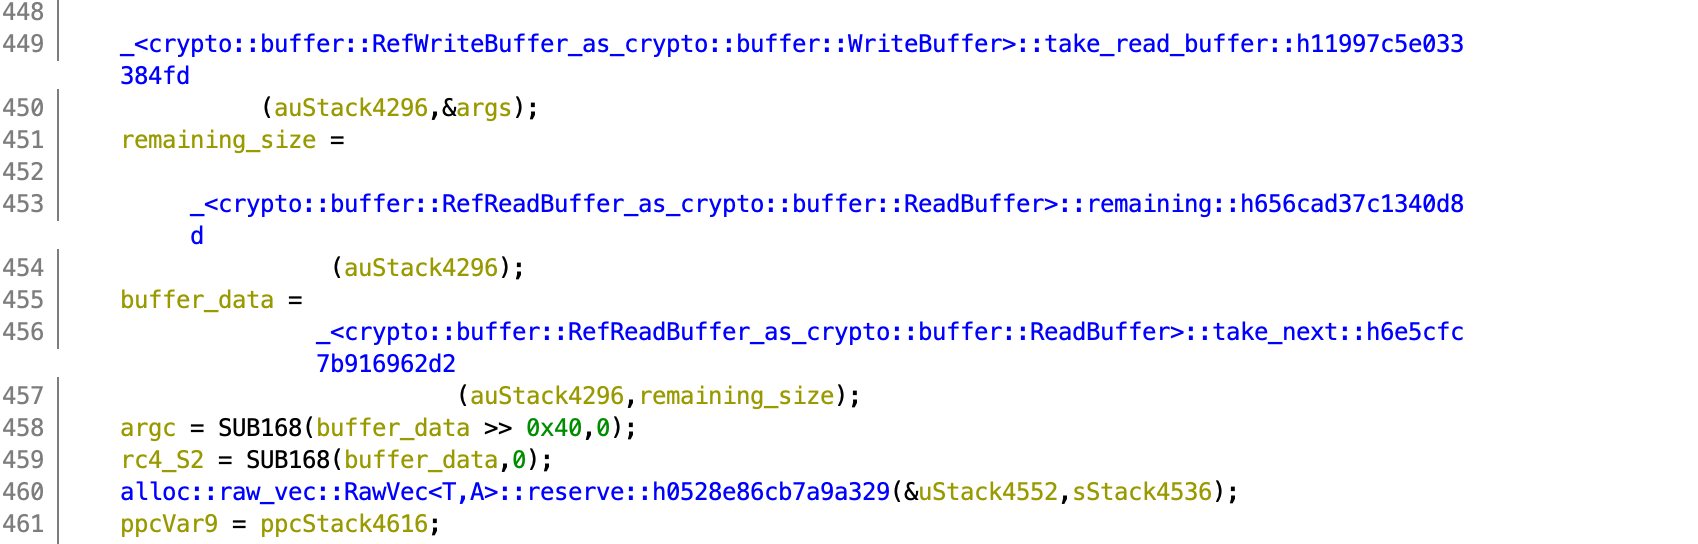 448
449 _<crypto::buffer::RefWriteBuffer_as_crypto::buffer::WriteBuffer>::take_read_buffer::h11997c5e033
384fd
450 (auStack4296,&args);
451 remaining_size =
452
453 _<crypto::buffer::RefReadBuffer_as_crypto::buffer::ReadBuffer>::remaining::h656cad37c1340d8
d
454 (auStack4296);
455 buffer_data =
456 _<crypto::buffer::RefReadBuffer_as_crypto::buffer::ReadBuffer>::take_next::h6e5cfc
7b916962d2
457 (auStack4296,remaining_size);
458 argc = SUB168(buffer_data >> 0x40,0);
459 rc4_S2 = SUB168(buffer_data,0);
460 alloc::raw_vec::RawVec<T,A>::reserve::h0528e86cb7a9a329(&uStack4552,sStack4536);
461 ppcVar9 = ppcStack4616;